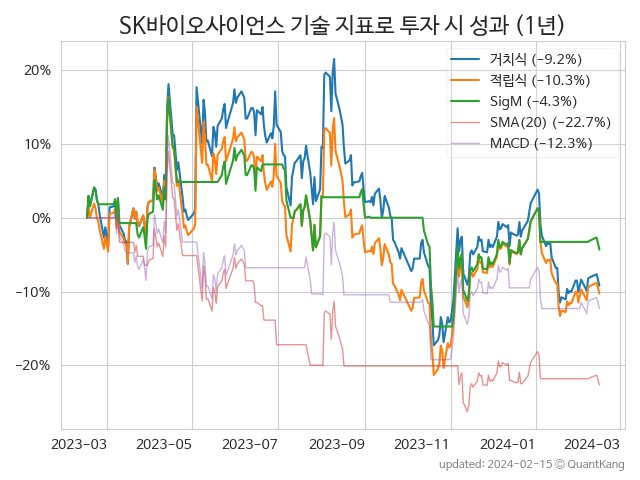 SK바이오사이언스 기술 지표로 투자 시 성과 (1년)
거치식 (−9.2%)
적립식 (−10.3%)
SigM (−4.3%)
SMA(20) (−22.7%)
MACD (−12.3%)
20%
10%
0%
−10%
−20%
2023-03 2023-05 2023-07 2023-09 2023-11 2024-01 2024-03
updated: 2024-02-15 © QuantKang